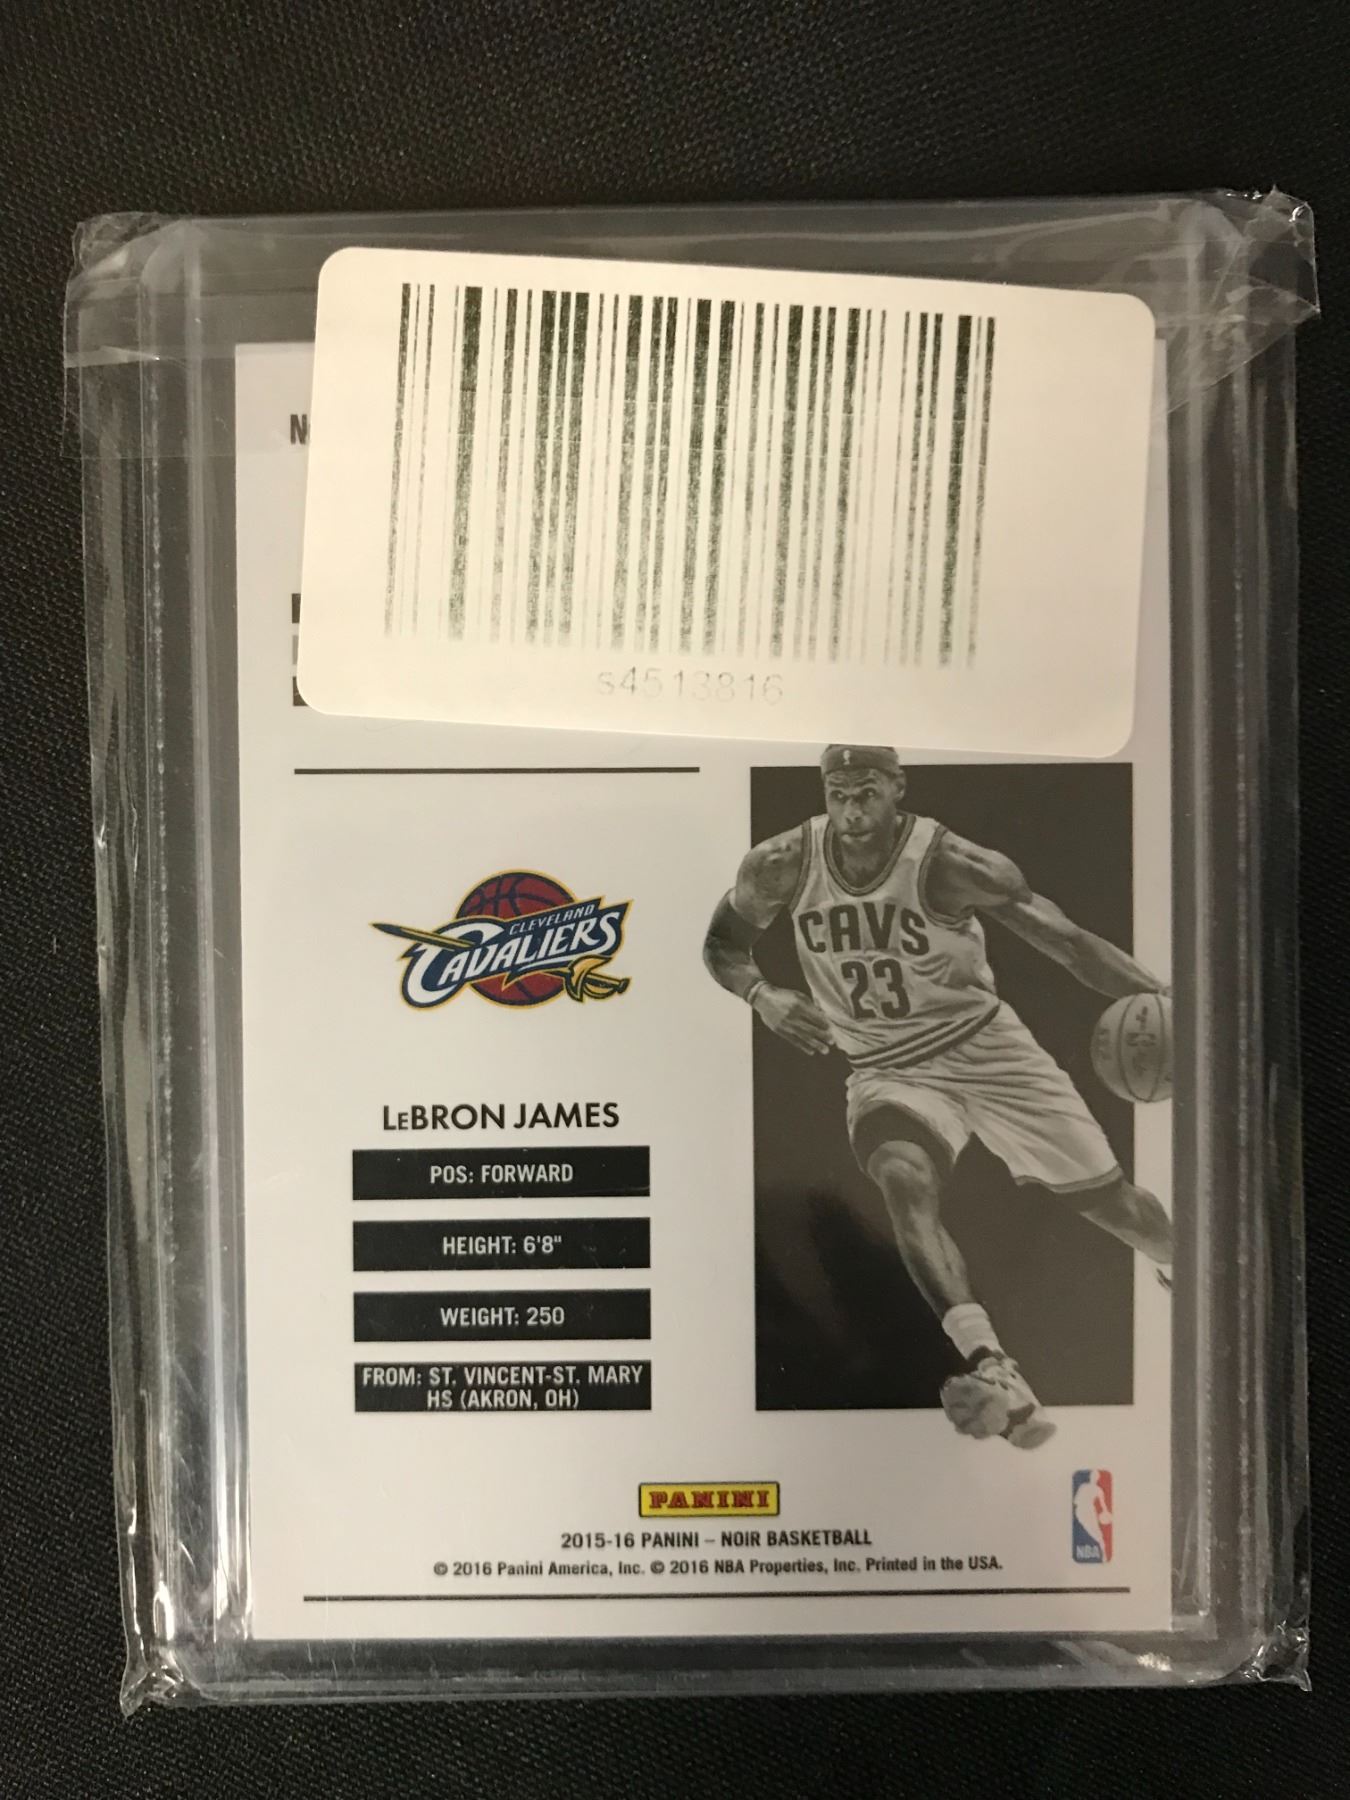 s4513816
CLEVELAND
CAVALIERS
CAVS
23
LeBRON JAMES
POS: FORWARD
HEIGHT: 6'8"
WEIGHT: 250
FROM: ST. VINCENT-ST. MARY
HS (AKRON, OH)
PANINI
NBA
2015-16 PANINI – NOIR BASKETBALL
© 2016 Panini America, Inc. © 2016 NBA Properties, Inc. Printed in the USA.